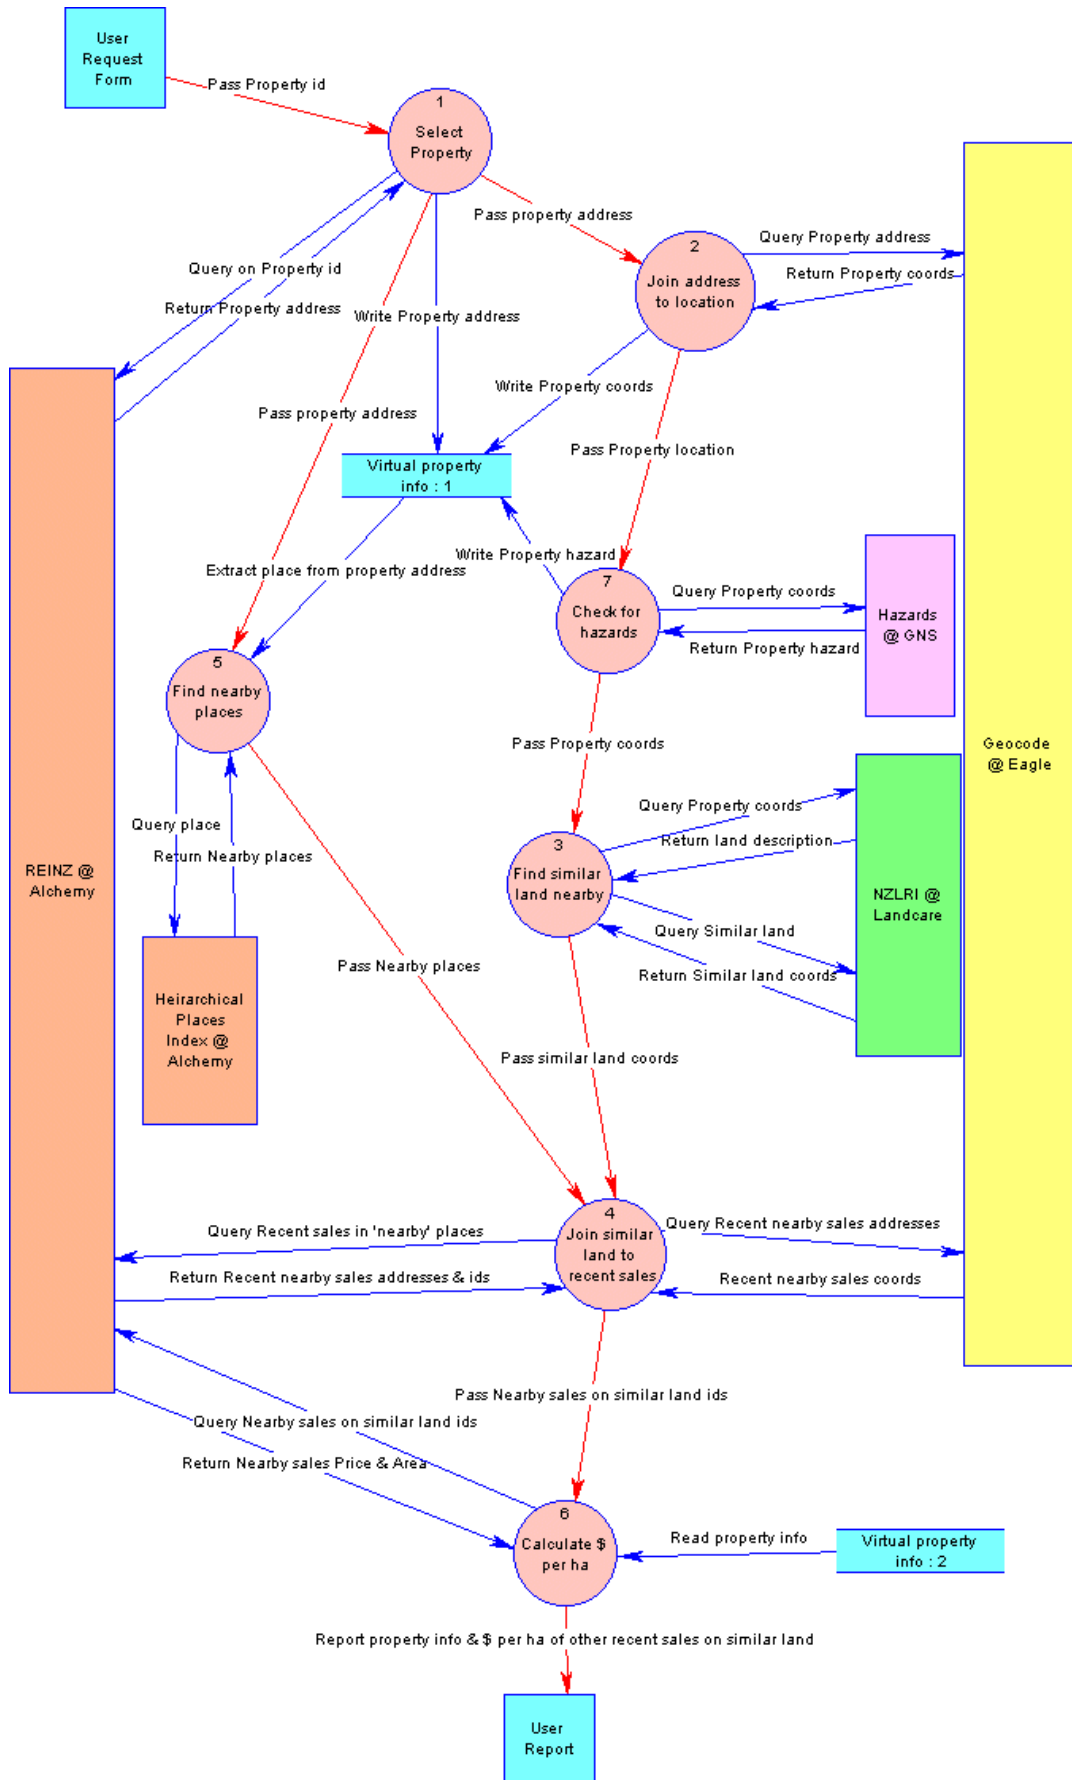 User
Request
Form
Pass Property id
1
Select
Property
Pass property address
Query Property address
2
Join address
to location
Return Property coords
Query on Property id
Return Property address
Write Property address
Write Property coords
Pass property address
Pass Property location
Virtual property
info : 1
Write Property hazard
Extract place from property address
7
Check for
hazards
Query Property coords
Return Property hazard
Hazards
@ GNS
5
Find nearby
places
Pass Property coords
Geocode
@ Eagle
Query place
Return Nearby places
Query Property coords
Return land description
3
Find similar
land nearby
REINZ @
Alchemy
NZLRI @
Landcare
Query Similar land
Return Similar land coords
Pass Nearby places
Heirarchical
Places
Index @
Alchemy
Pass similar land coords
4
Join similar
land to
recent sales
Query Recent sales in 'nearby' places
Query Recent nearby sales addresses
Return Recent nearby sales addresses & ids
Recent nearby sales coords
Pass Nearby sales on similar land ids
Query Nearby sales on similar land ids
Return Nearby sales Price & Area
6
Calculate $
per ha
Read property info
Virtual property
info : 2
Report property info & $ per ha of other recent sales on similar land
User
Report